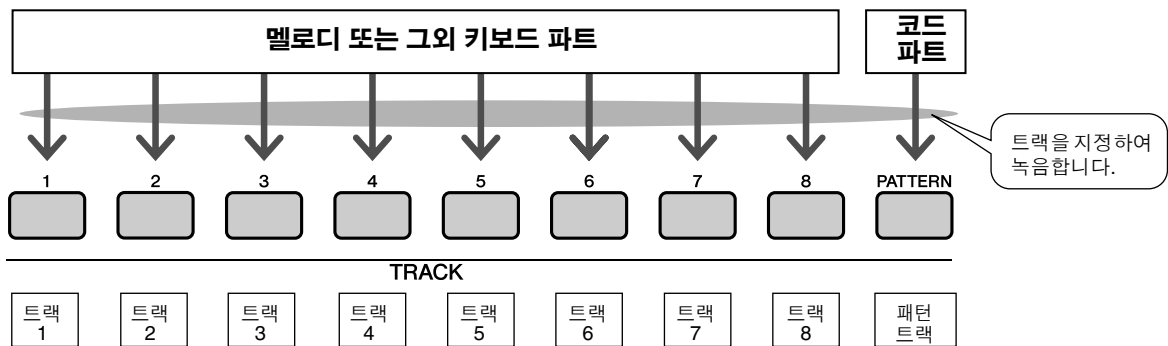 멜로디 또는 그외 키보드 파트
코드
파트
트랙을 지정하여
녹음합니다.
1 2 3 4 5 6 7 8 PATTERN
TRACK
트랙
1
트랙
2
트랙
3
트랙
4
트랙
5
트랙
6
트랙
7
트랙
8
패턴
트랙